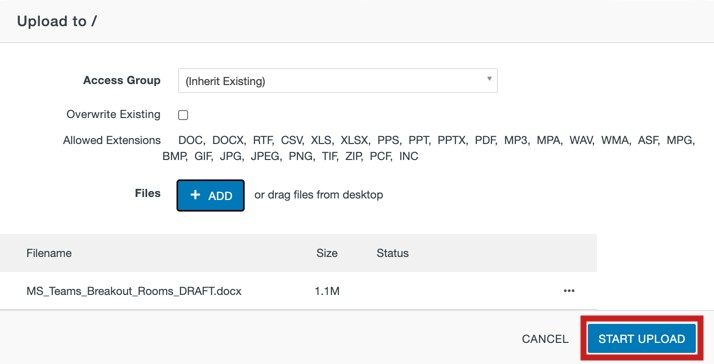 Upload to /
Access Group (Inherit Existing)
Overwrite Existing
Allowed Extensions DOC, DOCX, RTF, CSV, XLS, XLSX, PPS, PPT, PPTX, PDF, MP3, MPA, WAV, WMA, ASF, MPG,
BMP, GIF, JPG, JPEG, PNG, TIF, ZIP, PCF, INC
Files + ADD or drag files from desktop
Filename Size Status
MS_Teams_Breakout_Rooms_DRAFT.docx 1.1M ...
CANCEL START UPLOAD